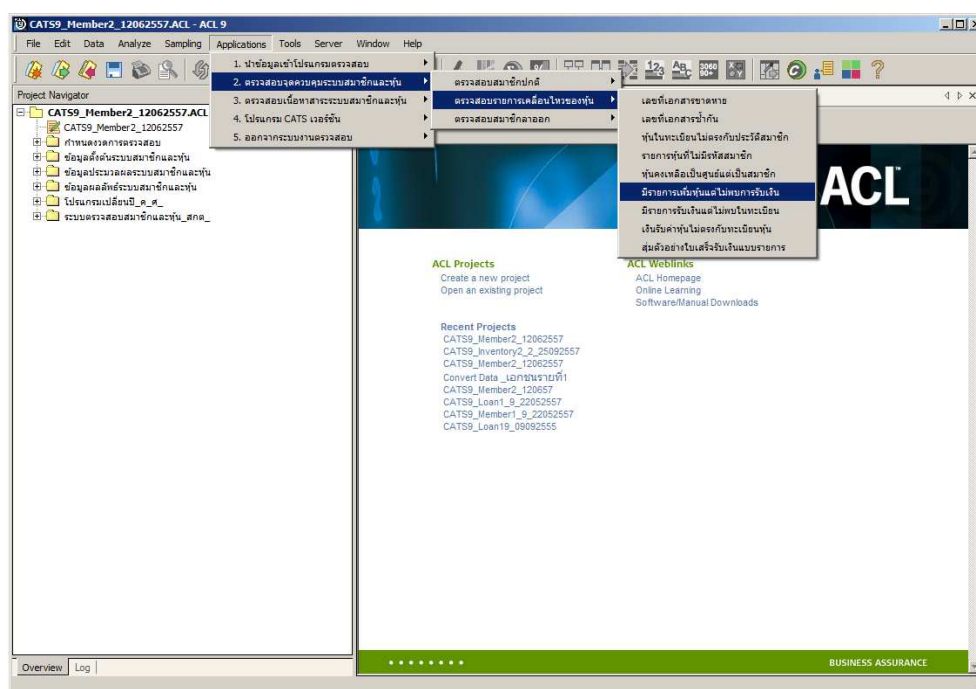 CATS9_Member2_12062557.ACL - ACL 9
File Edit Data Analyze Sampling Applications Tools Server Window Help
1. นำข้อมูลเข้าโปรแกรมตรวจสอบ
2. ตรวจสอบจุดควบคุมระบบสมาชิกและหุ้น
3. ตรวจสอบเนื้อหาสาระระบบสมาชิกและหุ้น
4. โปรแกรม CATS เวอร์ชั่น
5. ออกจากระบบงานตรวจสอบ
ตรวจสอบสมาชิกปกติ
ตรวจสอบรายการเคลื่อนไหวของหุ้น
ตรวจสอบสมาชิกลาออก
เลขที่เอกสารขาดหาย
เลขที่เอกสารซ้ำกัน
หุ้นในทะเบียนไม่ตรงกับประวัติสมาชิก
รายการหุ้นที่ไม่มีรหัสสมาชิก
หุ้นคงเหลือเป็นศูนย์แต่เป็นสมาชิก
มีรายการเพิ่มหุ้นแต่ไม่พบการรับเงิน
มีรายการรับเงินแต่ไม่พบในทะเบียน
เงินรับค่าหุ้นไม่ตรงกับทะเบียนหุ้น
สุ่มตัวอย่างใบเสร็จรับเงินแบบรายการ
Project Navigator
CATS9_Member2_12062557.ACL
CATS9_Member2_12062557
กำหนดงวดการตรวจสอบ
ข้อมูลตั้งต้นระบบสมาชิกและหุ้น
ข้อมูลประมวลผลระบบสมาชิกและหุ้น
ข้อมูลผลลัพธ์ระบบสมาชิกและหุ้น
โปรแกรมเปลี่ยนปี_ค_ศ_
ระบบตรวจสอบสมาชิกและหุ้น_สกต_
ACL
ACL Projects
Create a new project
Open an existing project
ACL Weblinks
ACL Homepage
Online Learning
Software/Manual Downloads
Recent Projects
CATS9_Member2_12062557
CATS9_Inventory2_2_25092557
CATS9_Member2_12062557
Convert Data _เอกชนรายที่1
CATS9_Member2_120657
CATS9_Loan1_9_22052557
CATS9_Member1_9_22052557
CATS9_Loan19_09092555
Overview Log
BUSINESS ASSURANCE